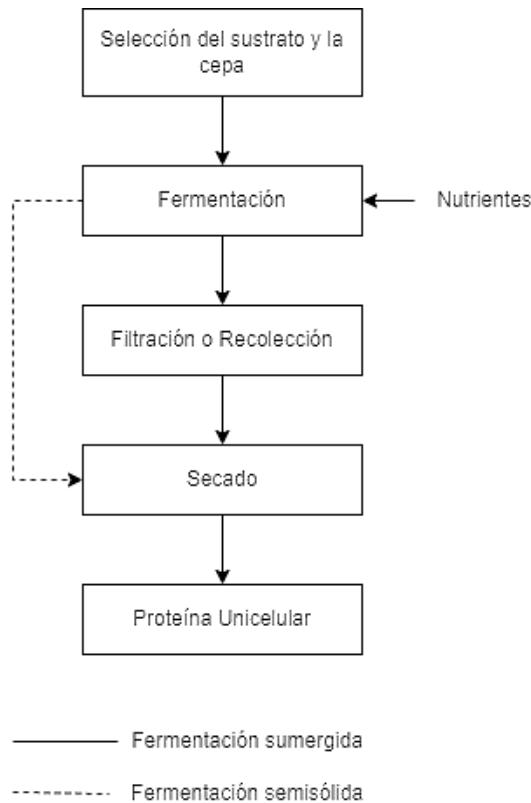 Selección del sustrato y la
cepa
Fermentación
Nutrientes
Filtración o Recolección
Secado
Proteína Unicelular
Fermentación sumergida
Fermentación semisólida